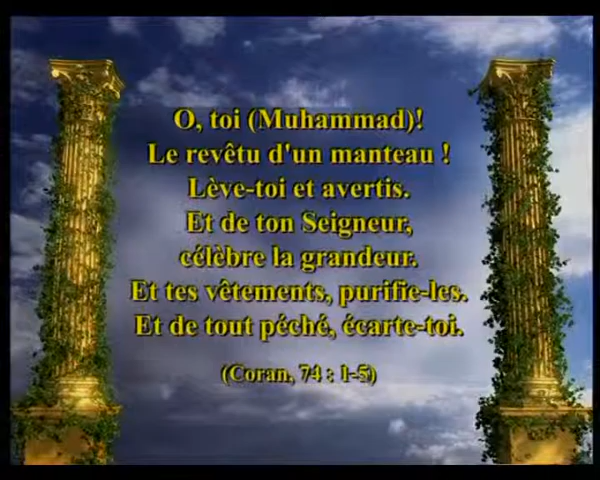 O, toi (Muhammad)!
Le revêtu d'un manteau !
Lève-toi et avertis.
Et de ton Seigneur,
célèbre la grandeur.
Et tes vêtements, purifie-les.
Et de tout péché, écarte-toi.
(Coran, 74 : 1-5)